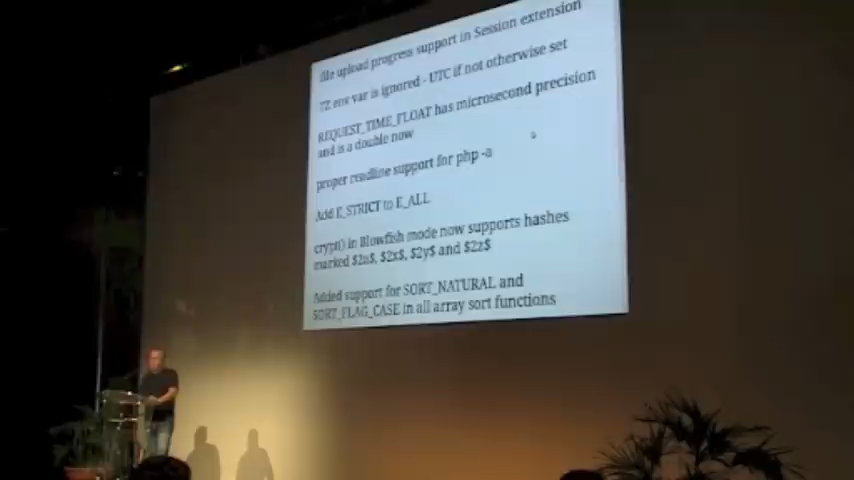 file upload progress support in Session extension
TZ env var is ignored - UTC if not otherwise set
REQUEST_TIME_FLOAT has microsecond precision
and is a double now
proper readline support for php -a
Add E_STRICT to E_ALL
crypt() in Blowfish mode now supports hashes
marked $2a$, $2x$, $2y$ and $2z$
Added support for SORT_NATURAL and
SORT_FLAG_CASE in all array sort functions